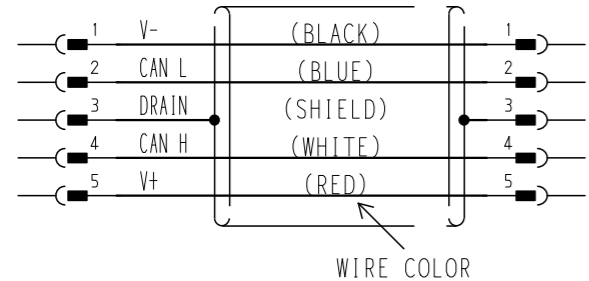 1 V- (BLACK) 1
2 CAN L (BLUE) 2
3 DRAIN (SHIELD) 3
4 CAN H (WHITE) 4
5 V+ (RED) 5
WIRE COLOR